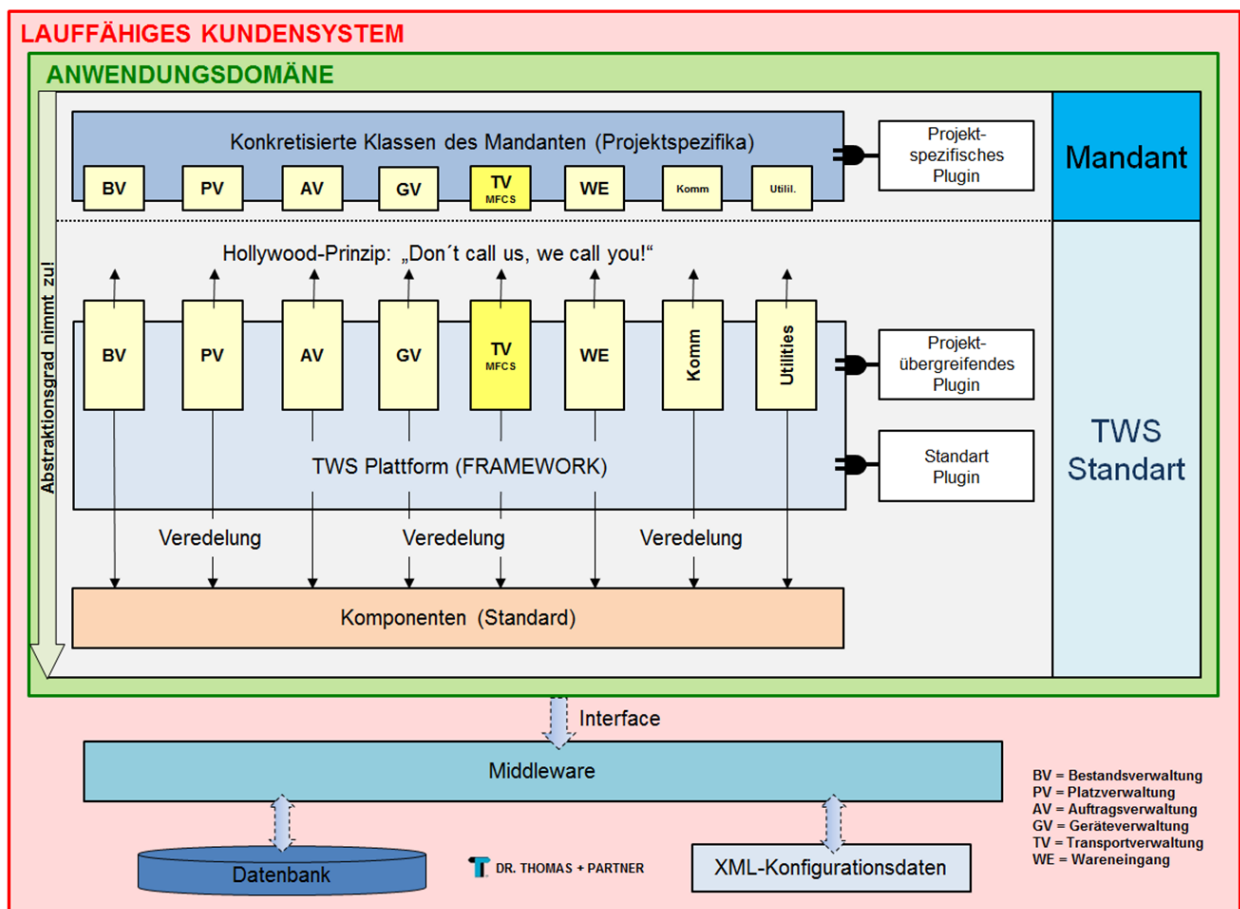 LAUFFÄHIGES KUNDENSYSTEM
ANWENDUNGSDOMÄNE
Abstraktionsgrad nimmt zu!
Konkretisierte Klassen des Mandanten (Projektspezifika)
BV
PV
AV
GV
TV
MFCS
WE
Komm
Utilil.
Projekt-
spezifisches
Plugin
Mandant
Hollywood-Prinzip: „Don´t call us, we call you!“
BV
PV
AV
GV
TV
MFCS
WE
Komm
Utilities
Projekt-
übergreifendes
Plugin
TWS Plattform (FRAMEWORK)
Standart
Plugin
TWS
Standart
Veredelung
Veredelung
Veredelung
Komponenten (Standard)
Interface
Middleware
BV = Bestandsverwaltung
PV = Platzverwaltung
AV = Auftragsverwaltung
GV = Geräteverwaltung
TV = Transportverwaltung
WE = Wareneingang
Datenbank
DR. THOMAS + PARTNER
XML-Konfigurationsdaten